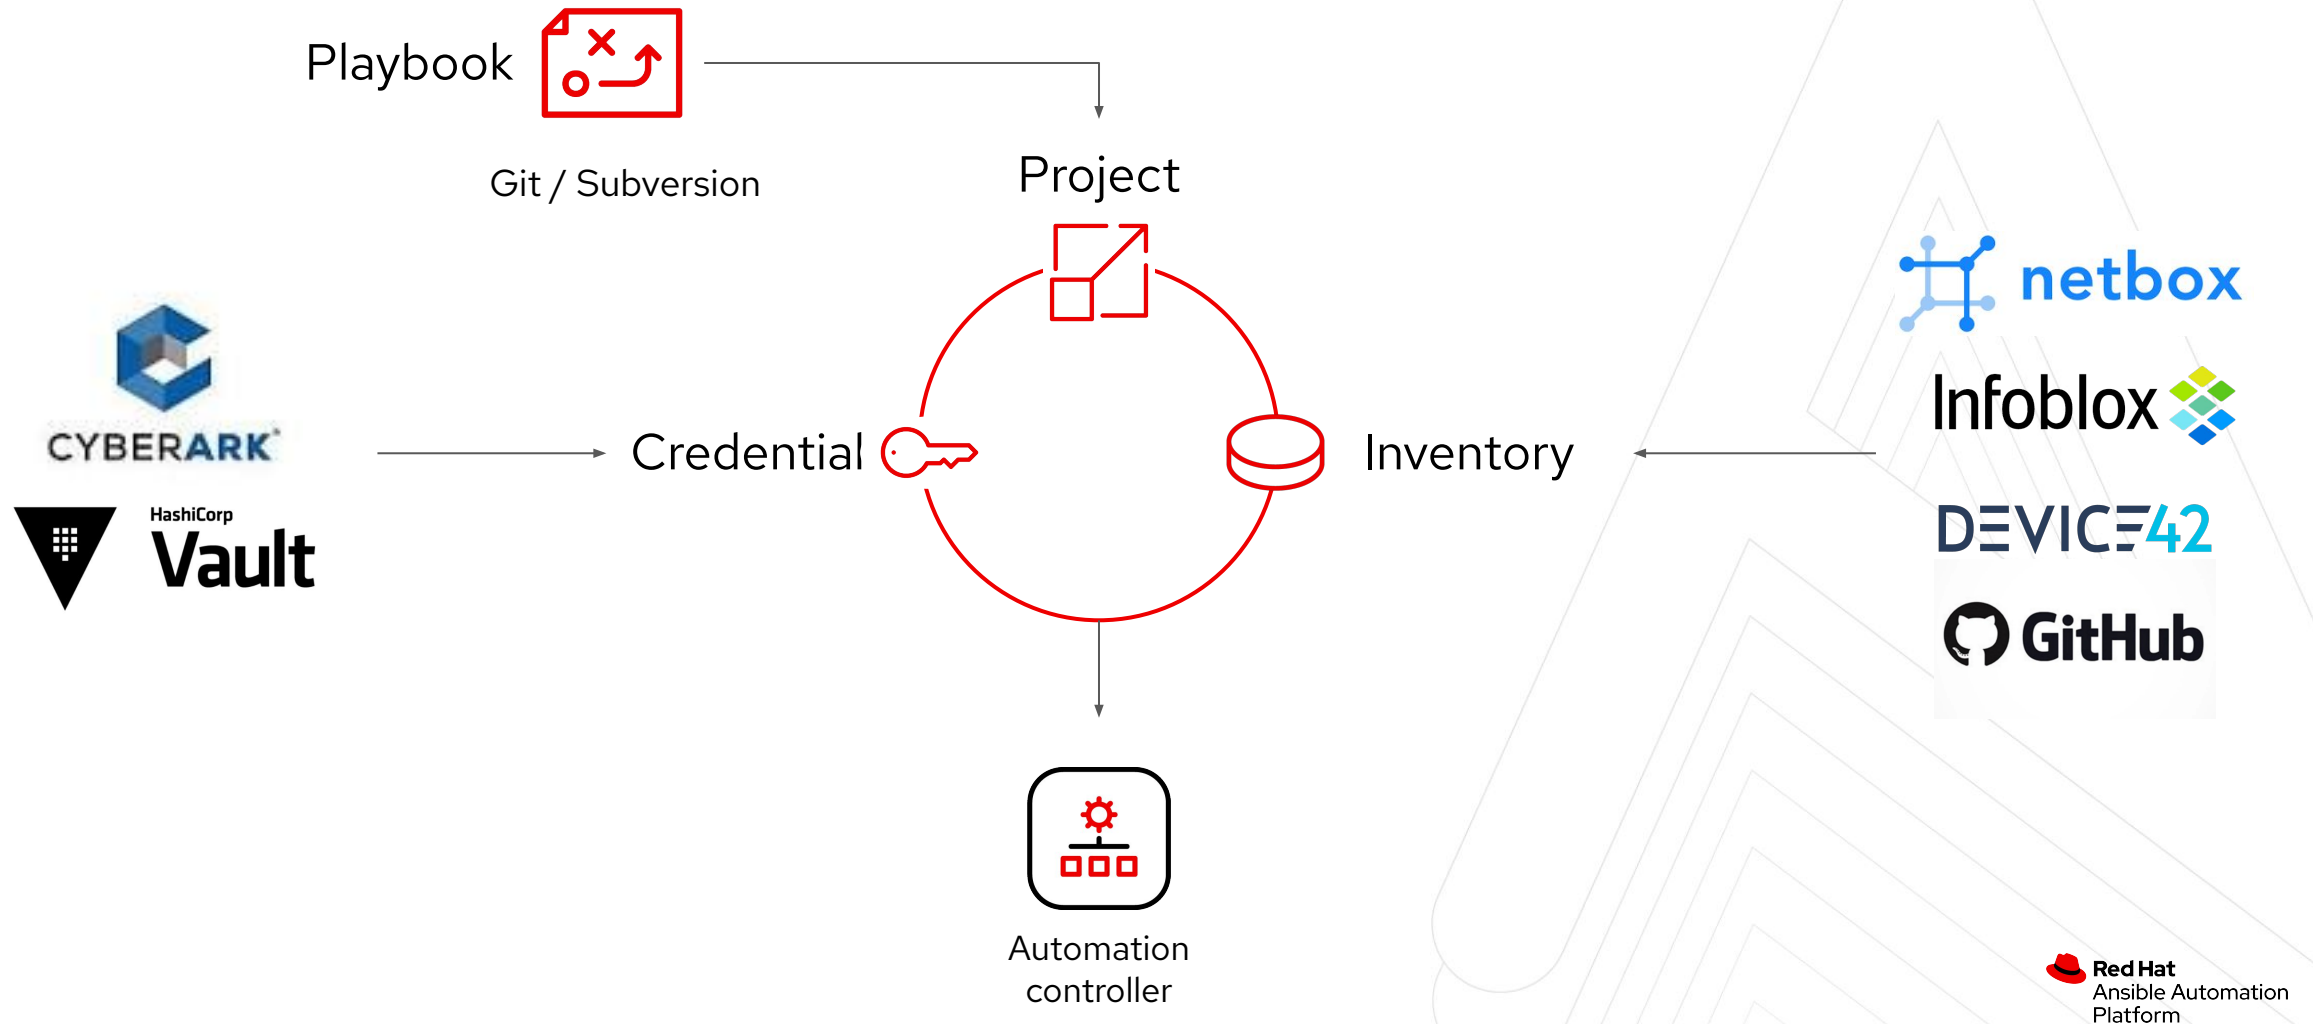 Playbook
Git / Subversion
Project
CYBERARK®
HashiCorp
Vault
Credential
Inventory
netbox
Infoblox
DEVICE42
GitHub
Automation
controller
Red Hat
Ansible Automation
Platform